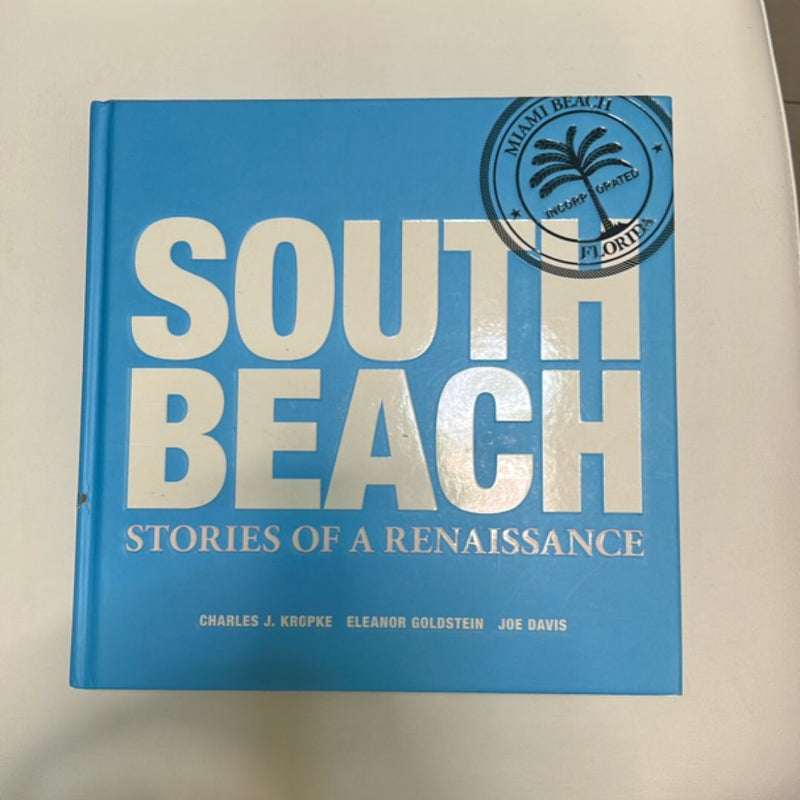 MIAMI BEACH
INCORPORATED
FLORIDA
SOUTH
BEACH
STORIES OF A RENAISSANCE
CHARLES J. KROPKE ELEANOR GOLDSTEIN JOE DAVIS